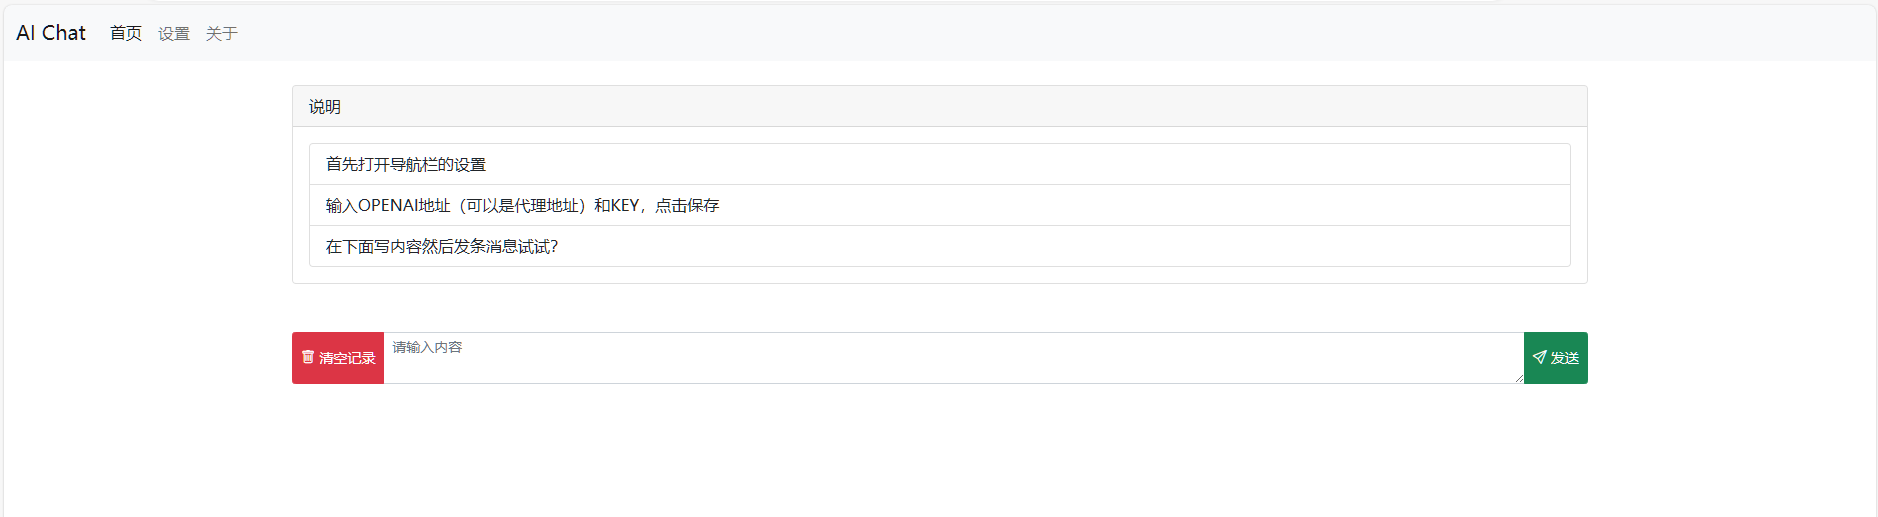 AI Chat 首页 设置 关于
说明
首先打开导航栏的设置
输入OPENAI地址（可以是代理地址）和KEY，点击保存
在下面写内容然后发条消息试试?
清空记录 请输入内容 发送